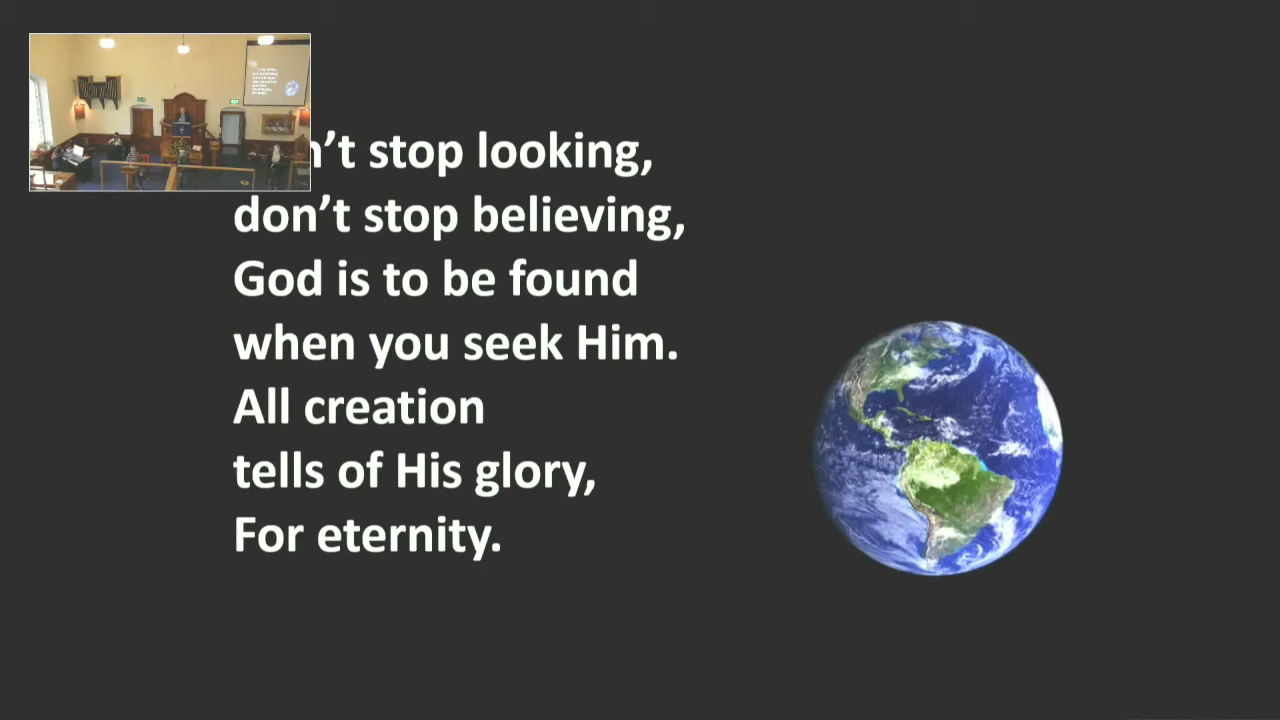 n't stop looking,
don't stop believing,
God is to be found
when you seek Him.
All creation
tells of His glory,
For eternity.